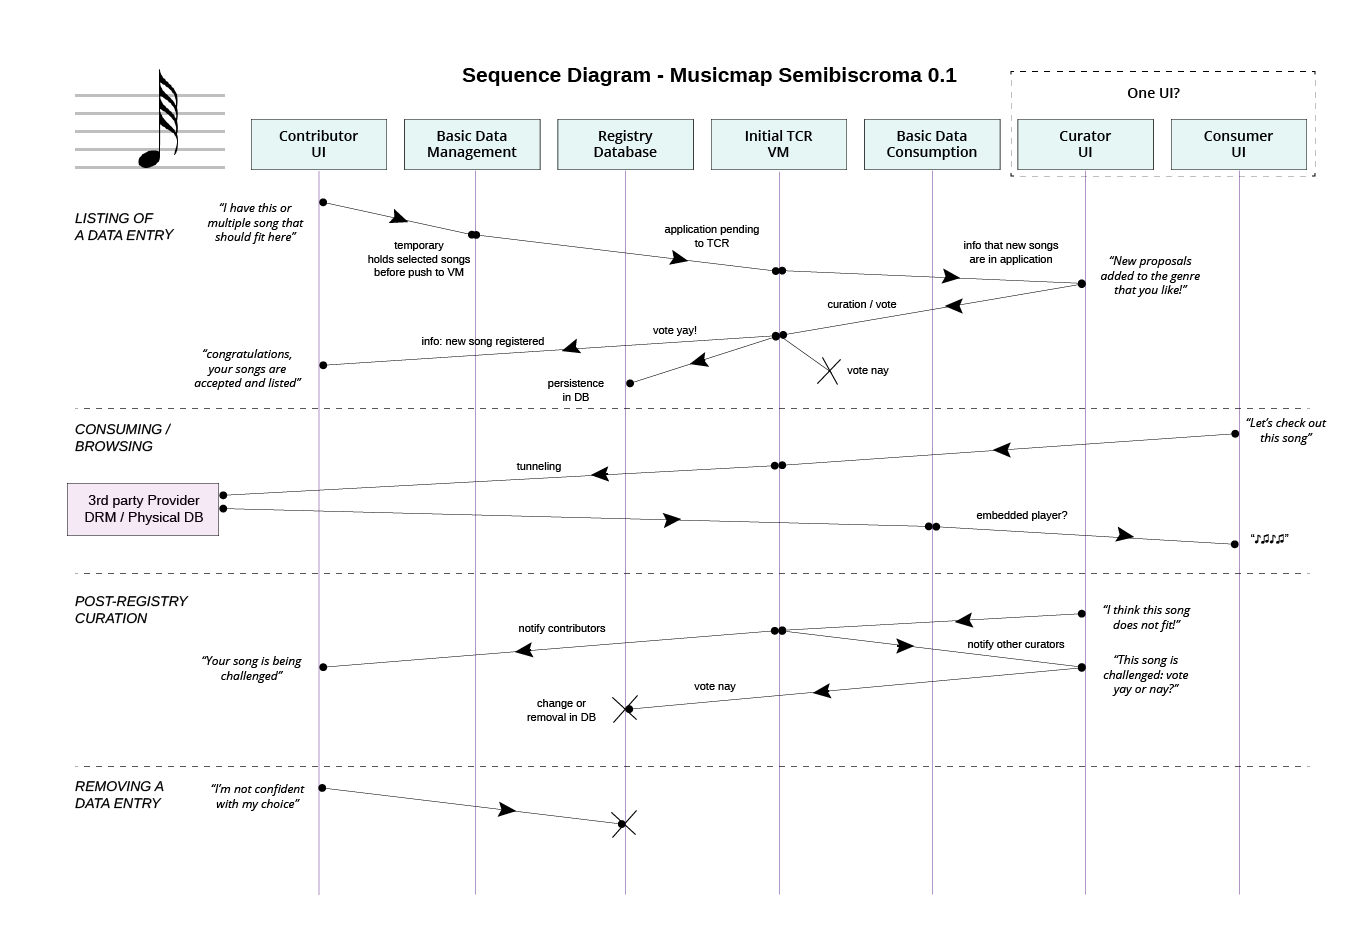 Sequence Diagram - Musicmap Semibiscroma 0.1
One UI?
Contributor
UI
Basic Data
Management
Registry
Database
Initial TCR
VM
Basic Data
Consumption
Curator
UI
Consumer
UI
LISTING OF
A DATA ENTRY
“I have this or
multiple song that
should fit here”
temporary
holds selected songs
before push to VM
application pending
to TCR
info that new songs
are in application
“New proposals
added to the genre
that you like!”
curation / vote
vote yay!
info: new song registered
“congratulations,
your songs are
accepted and listed”
persistence
in DB
vote nay
CONSUMING /
BROWSING
“Let’s check out
this song”
tunneling
3rd party Provider
DRM / Physical DB
embedded player?
“♪♫♪♫”
POST-REGISTRY
CURATION
“I think this song
does not fit!”
notify contributors
notify other curators
“Your song is being
challenged”
“This song is
challenged: vote
yay or nay?”
vote nay
change or
removal in DB
REMOVING A
DATA ENTRY
“I’m not confident
with my choice”